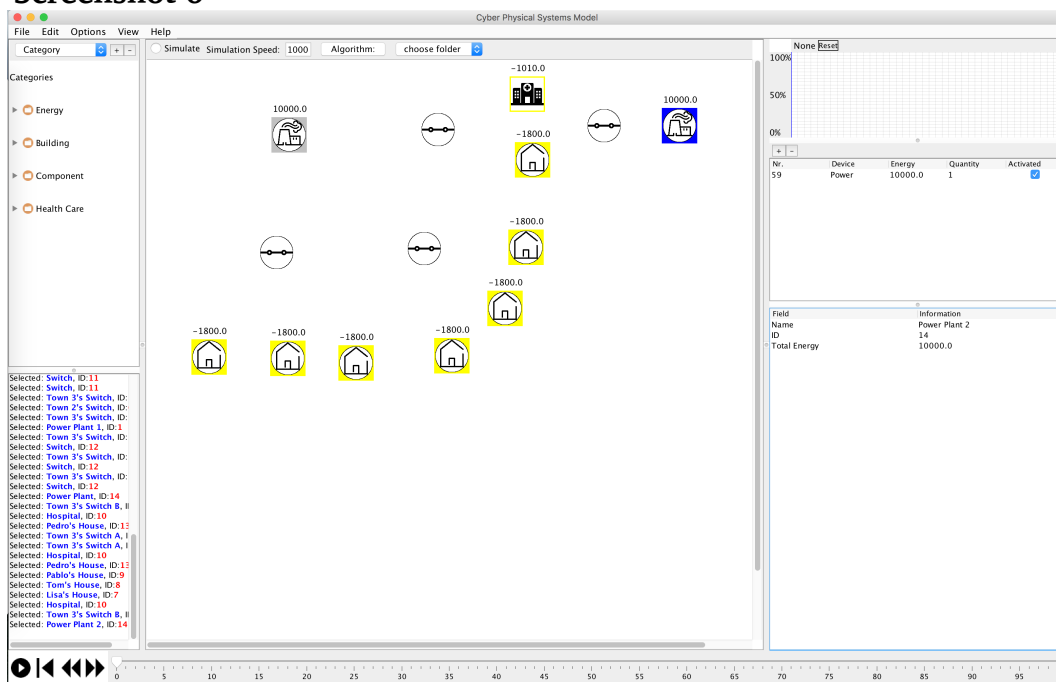 Cyber Physical Systems Model
File Edit Options View Help
Category + -
Simulate Simulation Speed: 1000 Algorithm: choose folder
Categories
Energy
Building
Component
Health Care
-1010.0
10000.0
10000.0
-1800.0
-1800.0
-1800.0
-1800.0
-1800.0
-1800.0
-1800.0
None Reset
100%
50%
0%
+ -
Nr. Device Energy Quantity Activated
59 Power 10000.0 1
Field Information
Name Power Plant 2
ID 14
Total Energy 10000.0
Selected: Switch, ID:11
Selected: Switch, ID:11
Selected: Town 3's Switch, ID:
Selected: Town 2's Switch, ID:
Selected: Town 3's Switch, ID:
Selected: Power Plant 1, ID:1
Selected: Town 3's Switch, ID:
Selected: Switch, ID:12
Selected: Town 3's Switch, ID:
Selected: Switch, ID:12
Selected: Town 3's Switch, ID:
Selected: Switch, ID:12
Selected: Power Plant, ID:14
Selected: Town 3's Switch B, I
Selected: Hospital, ID:10
Selected: Pedro's House, ID:13
Selected: Town 3's Switch A, I
Selected: Town 3's Switch A, I
Selected: Hospital, ID:10
Selected: Pedro's House, ID:13
Selected: Pablo's House, ID:9
Selected: Tom's House, ID:8
Selected: Lisa's House, ID:7
Selected: Hospital, ID:10
Selected: Town 3's Switch B, I
Selected: Power Plant 2, ID:14
0 5 10 15 20 25 30 35 40 45 50 55 60 65 70 75 80 85 90 95